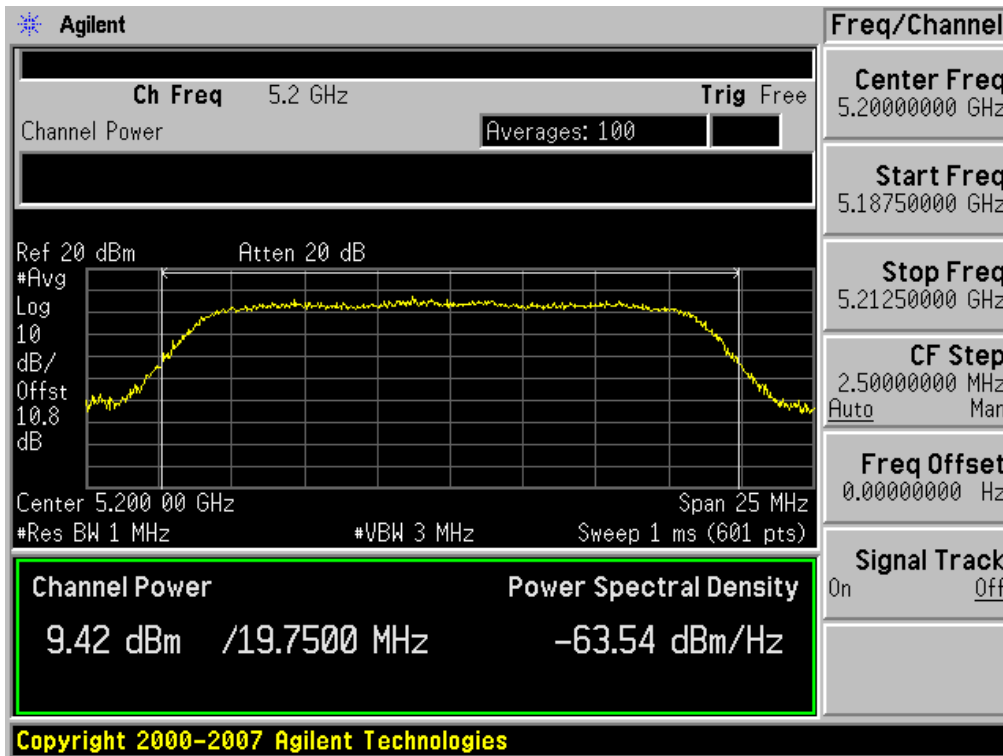 Agilent
Freq/Channel
Ch Freq 5.2 GHz Trig Free
Channel Power Averages: 100
Ref 20 dBm Atten 20 dB
#Avg
Log
10
dB/
Offst
10.8
dB
Center 5.200 00 GHz Span 25 MHz
#Res BW 1 MHz #VBW 3 MHz Sweep 1 ms (601 pts)
Channel Power Power Spectral Density
9.42 dBm /19.7500 MHz -63.54 dBm/Hz
Center Freq
5.20000000 GHz
Start Freq
5.18750000 GHz
Stop Freq
5.21250000 GHz
CF Step
2.50000000 MHz
Auto Man
Freq Offset
0.00000000 Hz
Signal Track
On Off
Copyright 2000-2007 Agilent Technologies